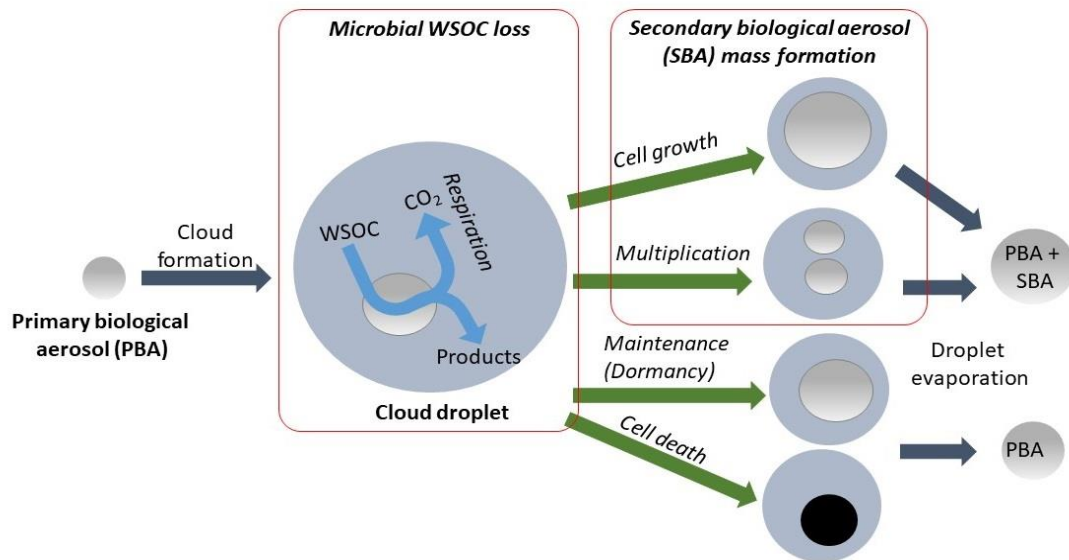 Microbial WSOC loss
Secondary biological aerosol
(SBA) mass formation
Cloud
formation
Primary biological
aerosol (PBA)
WSOC
CO₂
Respiration
Products
Cloud droplet
Cell growth
Multiplication
Maintenance
(Dormancy)
Cell death
PBA +
SBA
Droplet
evaporation
PBA